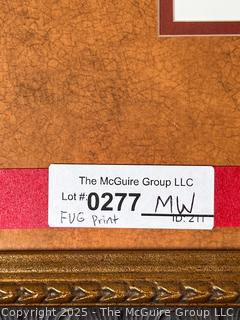 The McGuire Group LLC
Lot #: 0277 MW
FUG Print ID: 211
Copyright 2025 - The McGuire Group LLC